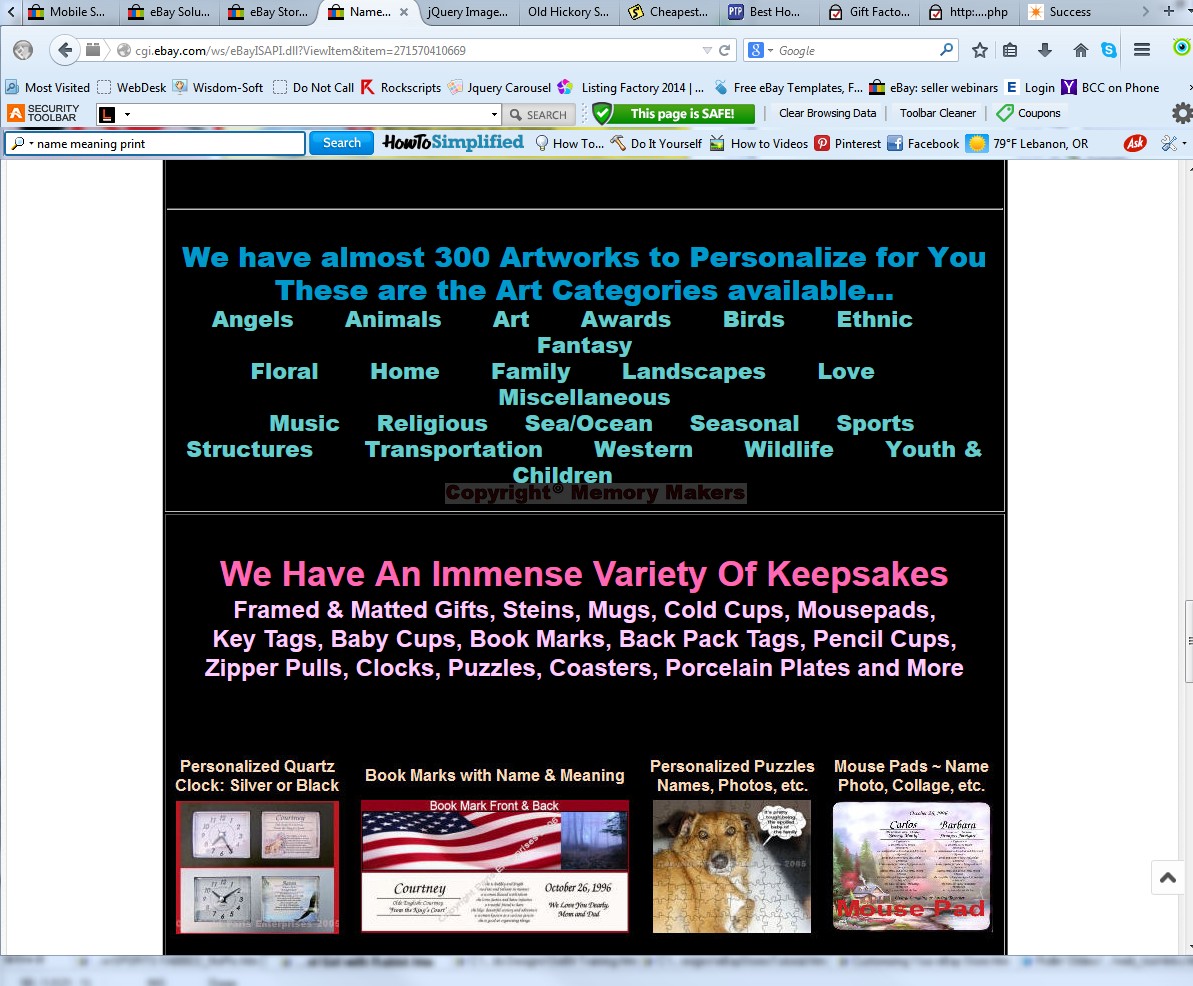 Mobile S...
eBay Solu...
eBay Stor...
Name...
jQuery Image...
Old Hickory S...
Cheapest...
PTP Best Ho...
Gift Facto...
http:....php
Success
cgi.ebay.com/ws/eBayISAPI.dll?ViewItem&item=271570410669
Google
Most Visited WebDesk Wisdom-Soft Do Not Call Rockscripts Jquery Carousel Listing Factory 2014 | ... Free eBay Templates, F... eBay: seller webinars Login BCC on Phone
SECURITY
TOOLBAR
SEARCH
This page is SAFE!
Clear Browsing Data
Toolbar Cleaner
Coupons
name meaning print
Search
HowToSimplified
How To... Do It Yourself How to Videos Pinterest Facebook 79°F Lebanon, OR Ask
We have almost 300 Artworks to Personalize for You
These are the Art Categories available...
Angels Animals Art Awards Birds Ethnic
Fantasy
Floral Home Family Landscapes Love
Miscellaneous
Music Religious Sea/Ocean Seasonal Sports
Structures Transportation Western Wildlife Youth &
Children
Copyright© Memory Makers
We Have An Immense Variety Of Keepsakes
Framed & Matted Gifts, Steins, Mugs, Cold Cups, Mousepads,
Key Tags, Baby Cups, Book Marks, Back Pack Tags, Pencil Cups,
Zipper Pulls, Clocks, Puzzles, Coasters, Porcelain Plates and More
Personalized Quartz
Clock: Silver or Black
Book Marks with Name & Meaning
Personalized Puzzles
Names, Photos, etc.
Mouse Pads ~ Name
Photo, Collage, etc.
Courtney
Book Mark Front & Back
Courtney
Olde English: Courtney
"From the King's Court"
October 26, 1996
We Love You Dearly,
Mom and Dad
October 26, 1996
Carlos
Barbara
Mouse Pad